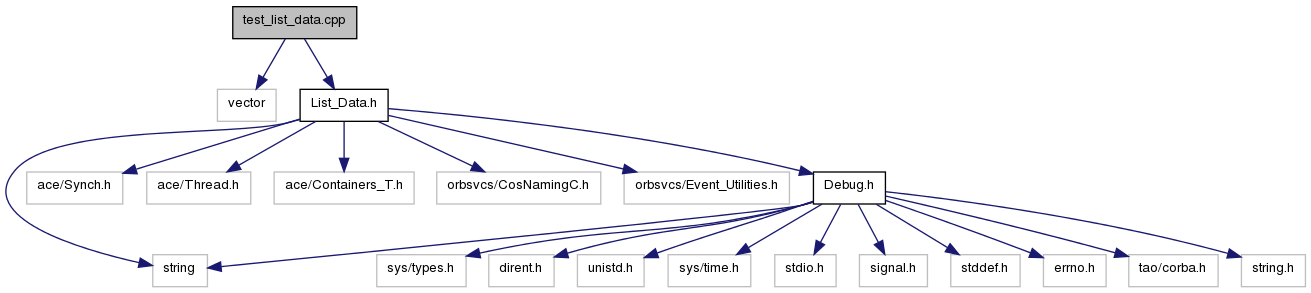 test_list_data.cpp
vector
List_Data.h
ace/Synch.h
ace/Thread.h
ace/Containers_T.h
orbsvcs/CosNamingC.h
orbsvcs/Event_Utilities.h
Debug.h
string
sys/types.h
dirent.h
unistd.h
sys/time.h
stdio.h
signal.h
stddef.h
errno.h
tao/corba.h
string.h